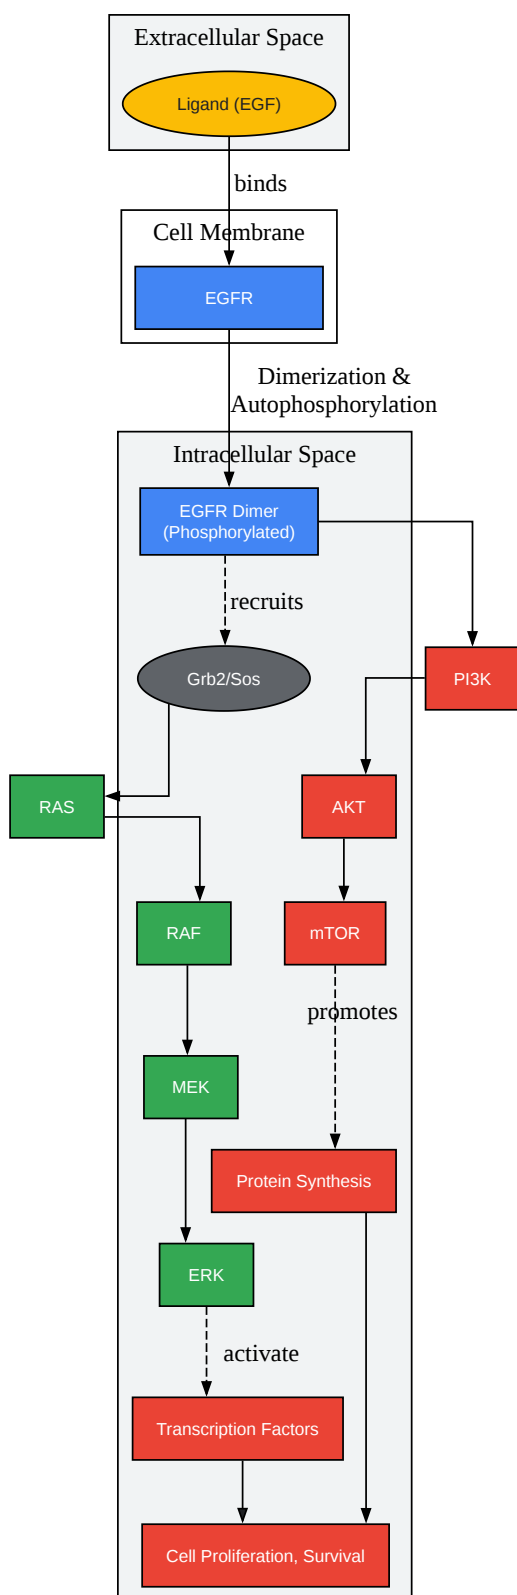 Extracellular Space
Ligand (EGF)
binds
Cell Membrane
EGFR
Dimerization &
Autophosphorylation
Intracellular Space
EGFR Dimer
(Phosphorylated)
recruits
Grb2/Sos
PI3K
RAS
AKT
RAF
mTOR
promotes
MEK
Protein Synthesis
ERK
activate
Transcription Factors
Cell Proliferation, Survival